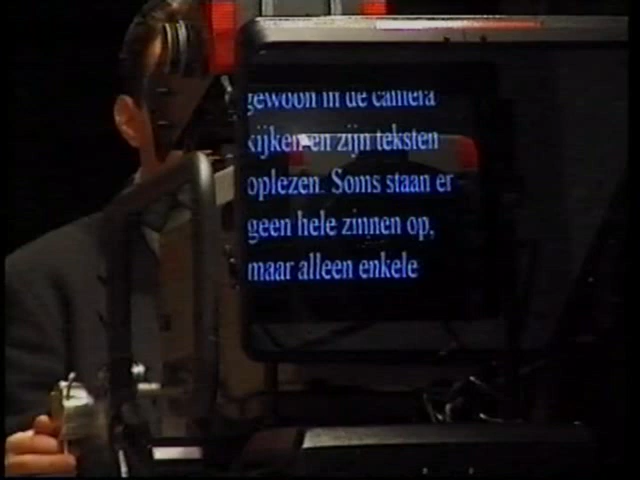 gewoon in de camera
kijken en zijn teksten
oplezen. Soms staan er
geen hele zinnen op,
maar alleen enkele